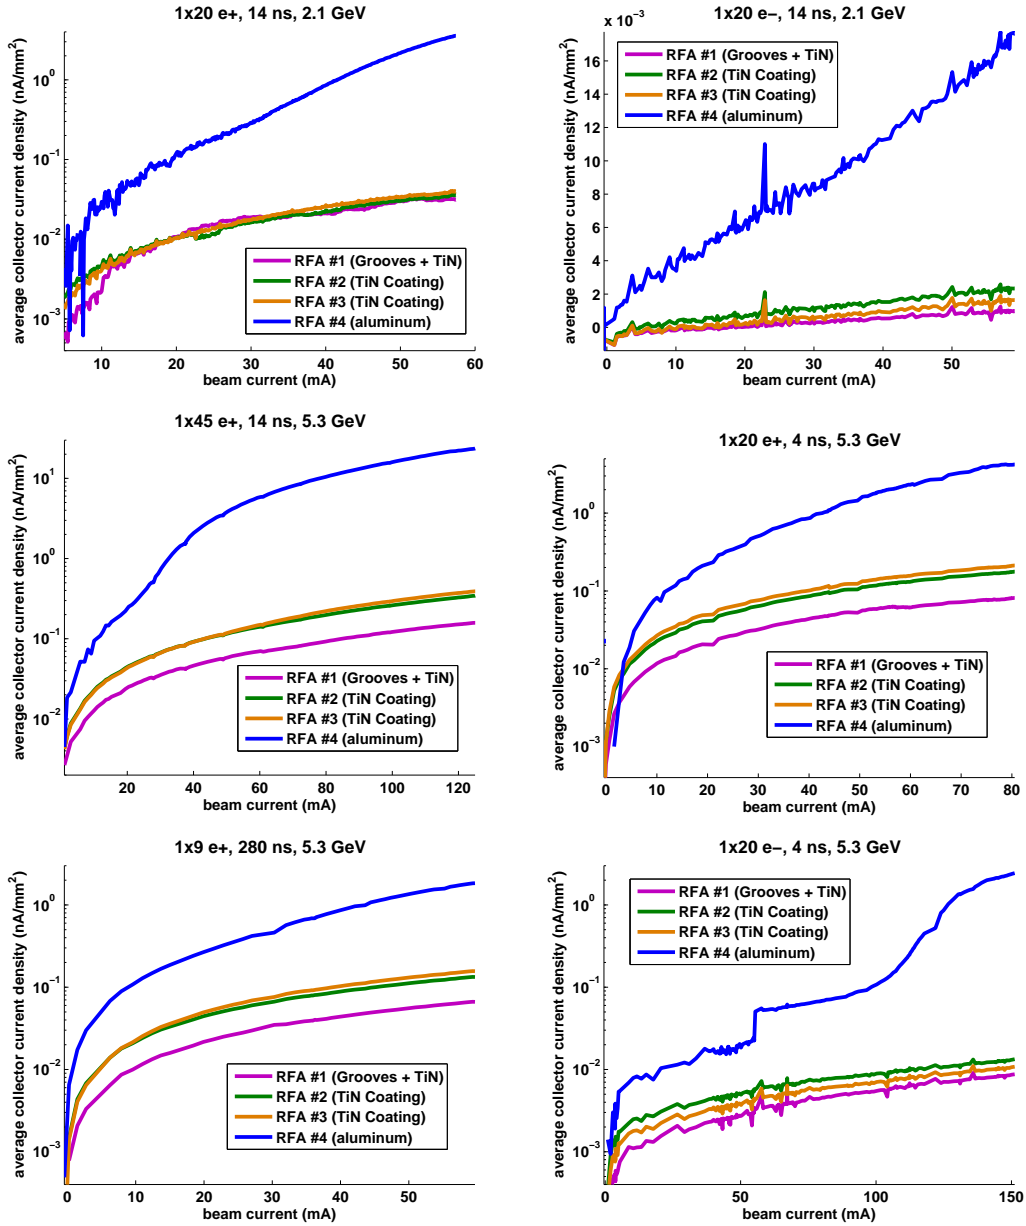 1x20 e+, 14 ns, 2.1 GeV
average collector current density (nA/mm²)
10⁰
10⁻¹
10⁻²
10⁻³
RFA #1 (Grooves + TiN)
RFA #2 (TiN Coating)
RFA #3 (TiN Coating)
RFA #4 (aluminum)
10 20 30 40 50 60
beam current (mA)
1x20 e−, 14 ns, 2.1 GeV
x 10⁻³
average collector current density (nA/mm²)
16
14
12
10
8
6
4
2
0
RFA #1 (Grooves + TiN)
RFA #2 (TiN Coating)
RFA #3 (TiN Coating)
RFA #4 (aluminum)
0 10 20 30 40 50
beam current (mA)
1x45 e+, 14 ns, 5.3 GeV
average collector current density (nA/mm²)
10¹
10⁰
10⁻¹
10⁻²
RFA #1 (Grooves + TiN)
RFA #2 (TiN Coating)
RFA #3 (TiN Coating)
RFA #4 (aluminum)
20 40 60 80 100 120
beam current (mA)
1x20 e+, 4 ns, 5.3 GeV
average collector current density (nA/mm²)
10⁰
10⁻¹
10⁻²
10⁻³
RFA #1 (Grooves + TiN)
RFA #2 (TiN Coating)
RFA #3 (TiN Coating)
RFA #4 (aluminum)
0 10 20 30 40 50 60 70 80
beam current (mA)
1x9 e+, 280 ns, 5.3 GeV
average collector current density (nA/mm²)
10⁰
10⁻¹
10⁻²
10⁻³
RFA #1 (Grooves + TiN)
RFA #2 (TiN Coating)
RFA #3 (TiN Coating)
RFA #4 (aluminum)
0 10 20 30 40 50
beam current (mA)
1x20 e−, 4 ns, 5.3 GeV
average collector current density (nA/mm²)
10⁰
10⁻¹
10⁻²
10⁻³
RFA #1 (Grooves + TiN)
RFA #2 (TiN Coating)
RFA #3 (TiN Coating)
RFA #4 (aluminum)
0 50 100 150
beam current (mA)